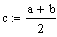 c := (a + b)/2